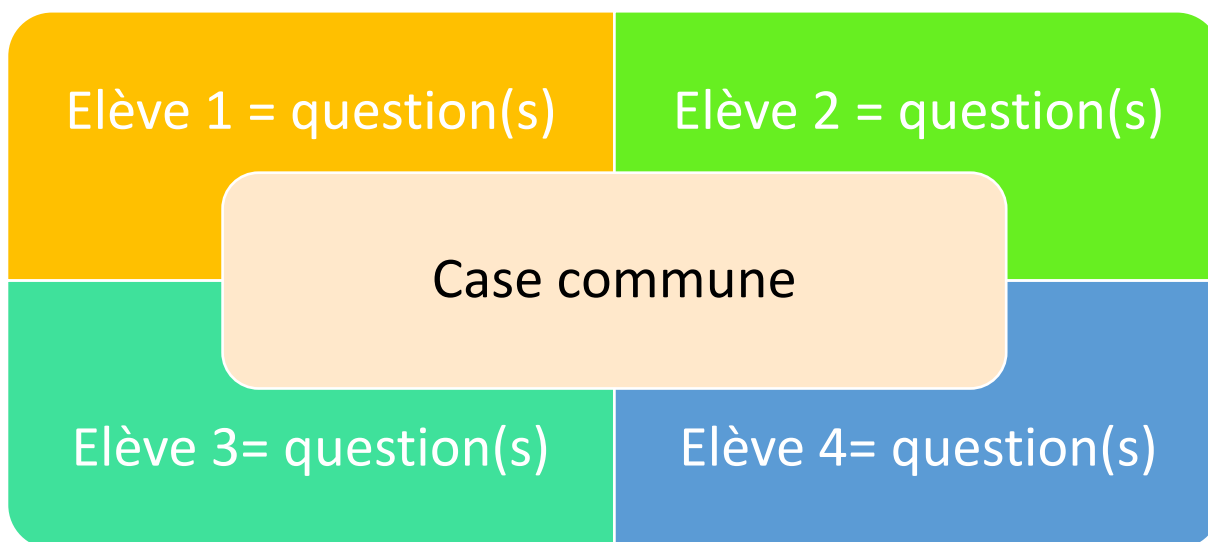 Elève 1 = question(s)
Elève 2 = question(s)
Case commune
Elève 3= question(s)
Elève 4= question(s)